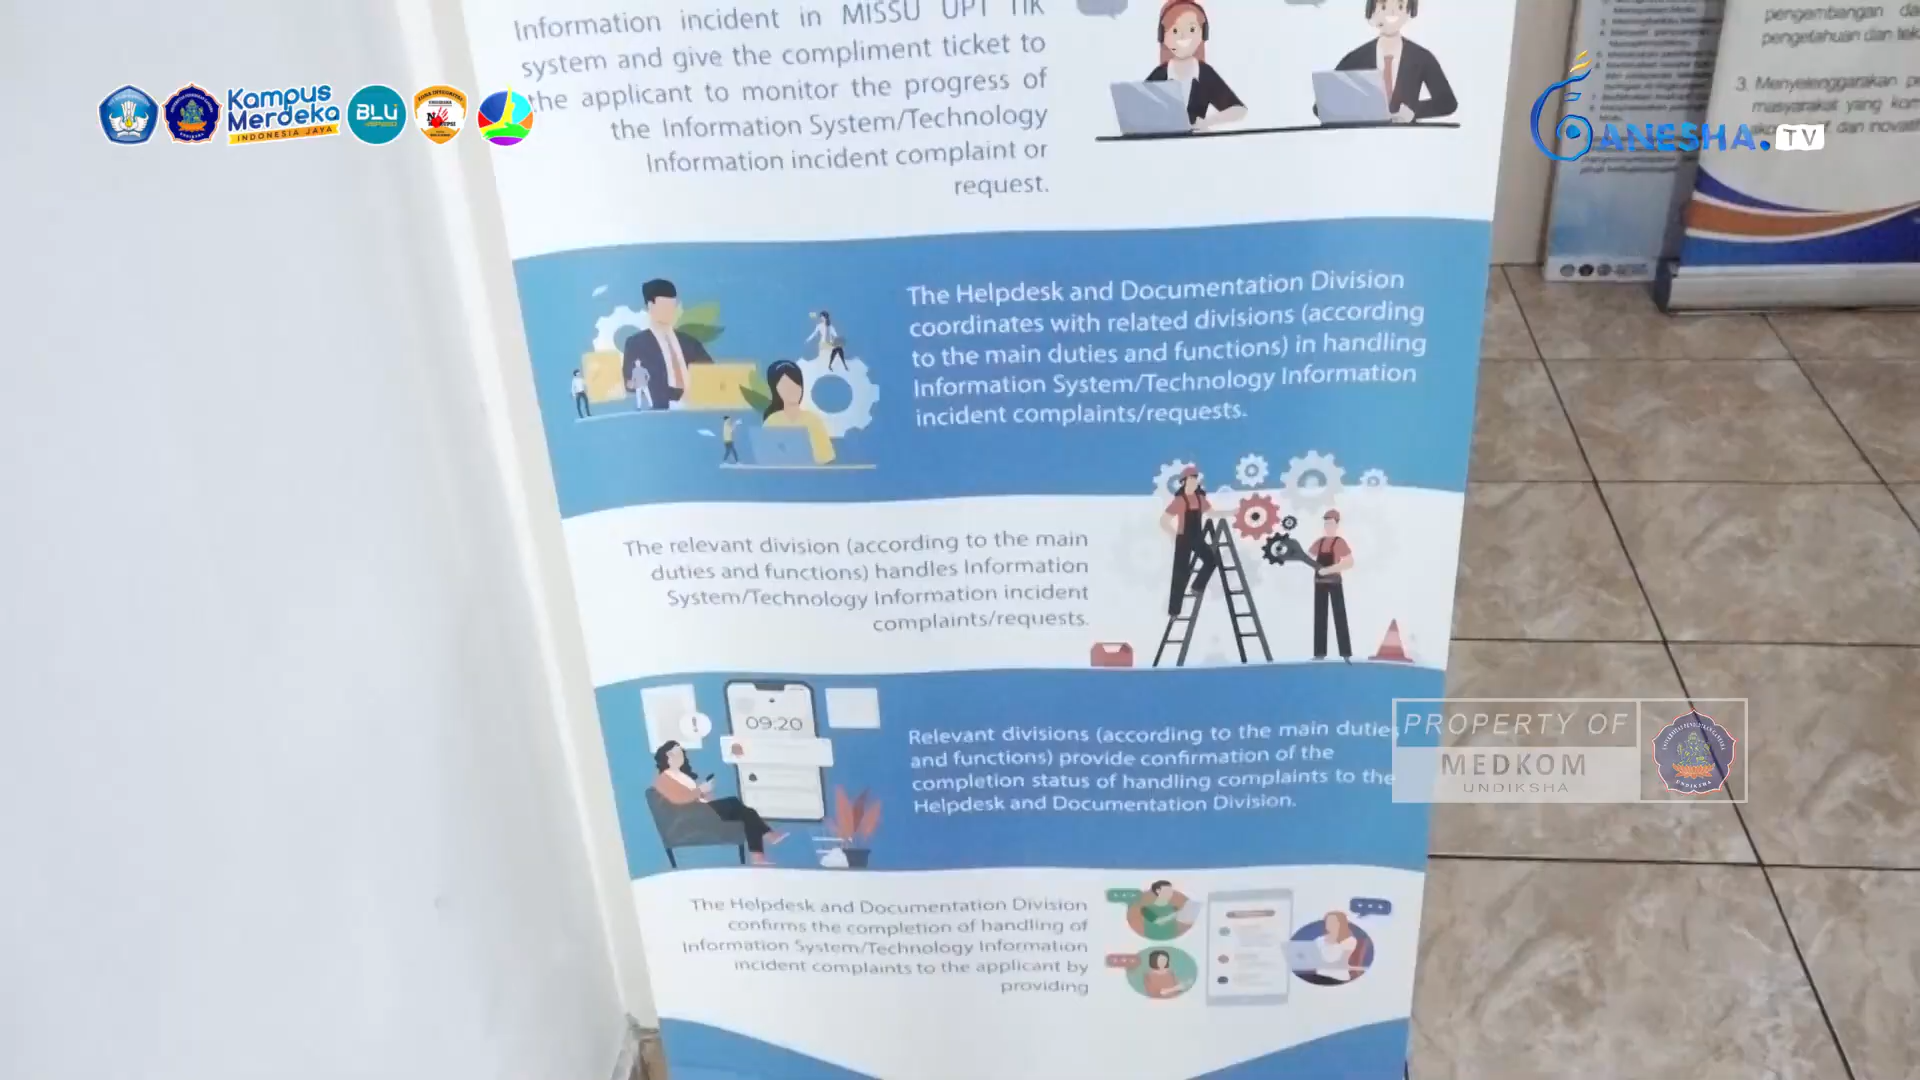 Information incident in MISSU UPT TIK
system and give the compliment ticket to
the applicant to monitor the progress of
the Information System/Technology
Information incident complaint or
request.
The Helpdesk and Documentation Division
coordinates with related divisions (according
to the main duties and functions) in handling
Information System/Technology Information
incident complaints/requests.
The relevant division (according to the main
duties and functions) handles Information
System/Technology Information incident
complaints/requests.
09:20
Relevant divisions (according to the main duties
and functions) provide confirmation of the
completion status of handling complaints to the
Helpdesk and Documentation Division.
The Helpdesk and Documentation Division
confirms the completion of handling of
Information System/Technology Information
incident complaints to the applicant by
providing
Kampus
Merdeka
INDONESIA JAYA
BLU
GANESHA.TV
pengembangan
pengetahuan dan
3. Menyelenggarakan
masyarakat yang
dan inovatif
PROPERTY OF
MEDKOM
UNDIKSHA